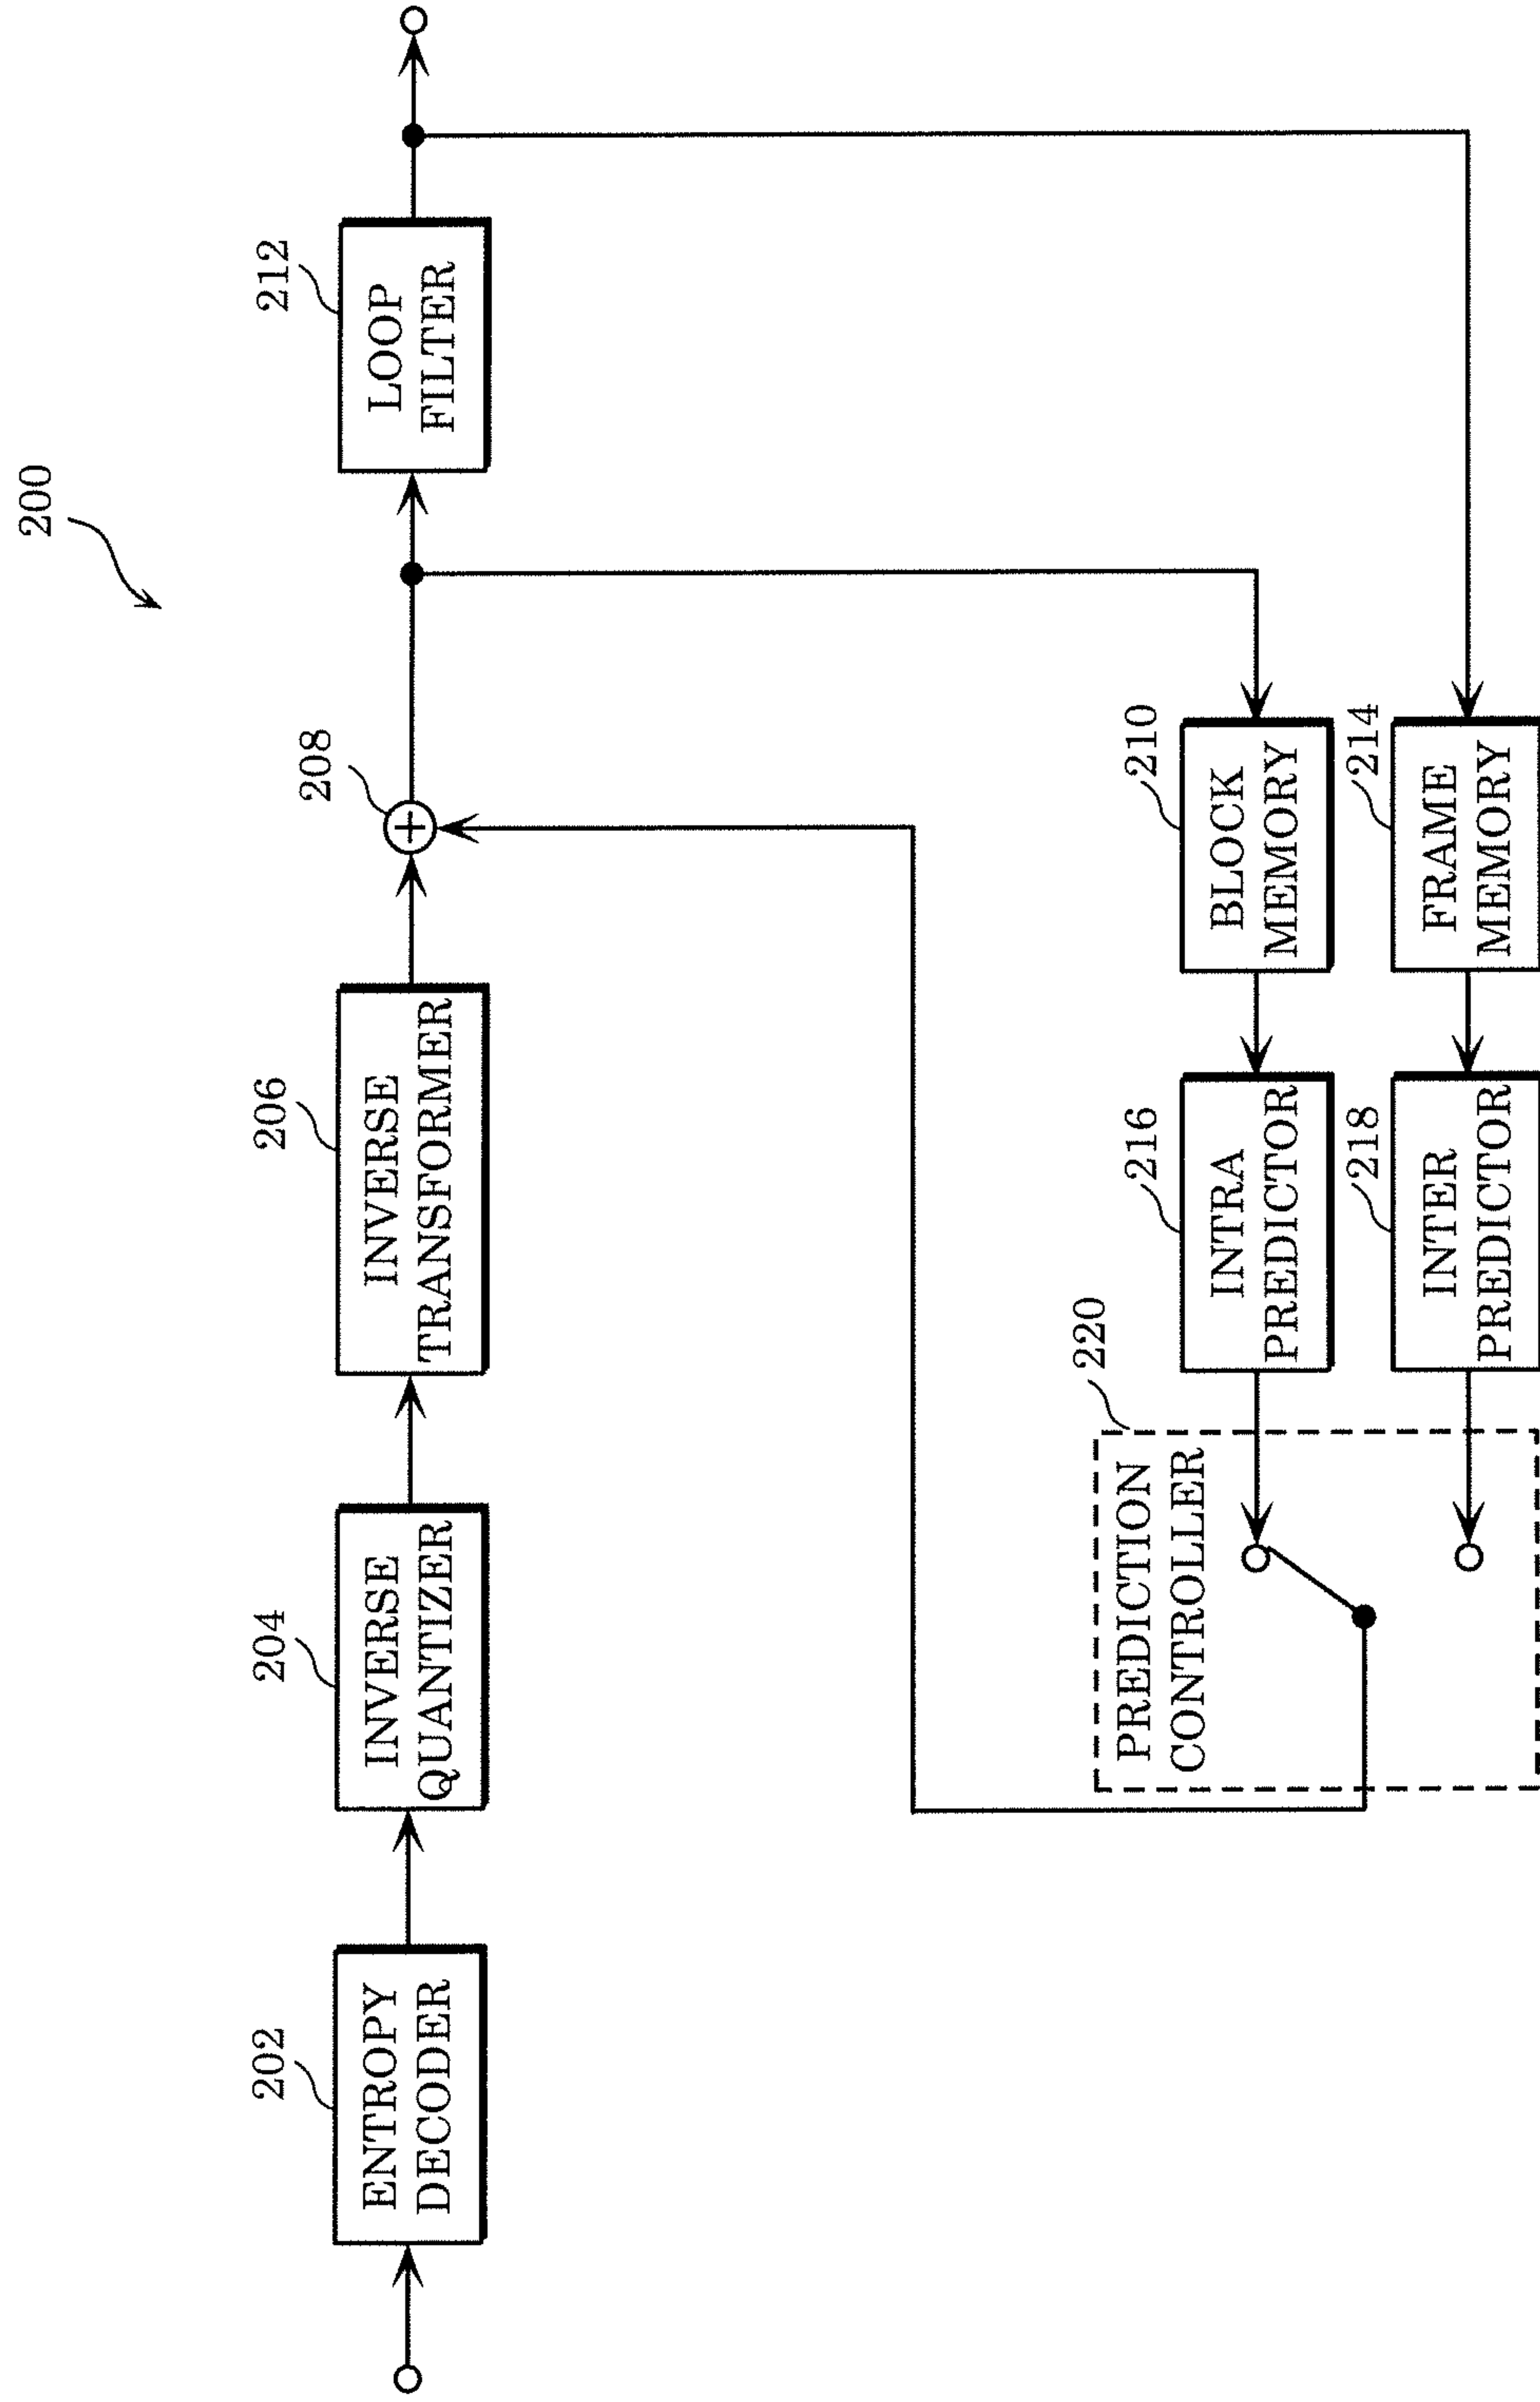 200
202
ENTROPY
DECODER
204
INVERSE
QUANTIZER
206
INVERSE
TRANSFORMER
208
+
212
LOOP
FILTER
220
PREDICTION
CONTROLLER
216
INTRA
PREDICTOR
210
BLOCK
MEMORY
218
INTER
PREDICTOR
214
FRAME
MEMORY